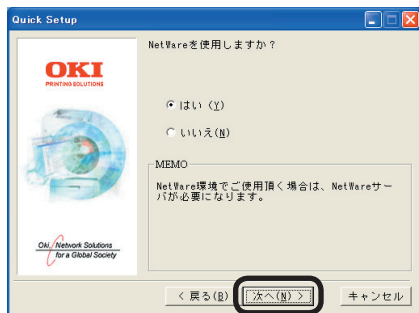 Quick Setup
NetWareを使用しますか？
OKI
PRINTING SOLUTIONS
はい (Y)
いいえ(N)
MEMO
NetWare環境でご使用頂く場合は、NetWareサー
バが必要になります。
Oki, Network Solutions
for a Global Society
< 戻る(B)
次へ(N) >
キャンセル